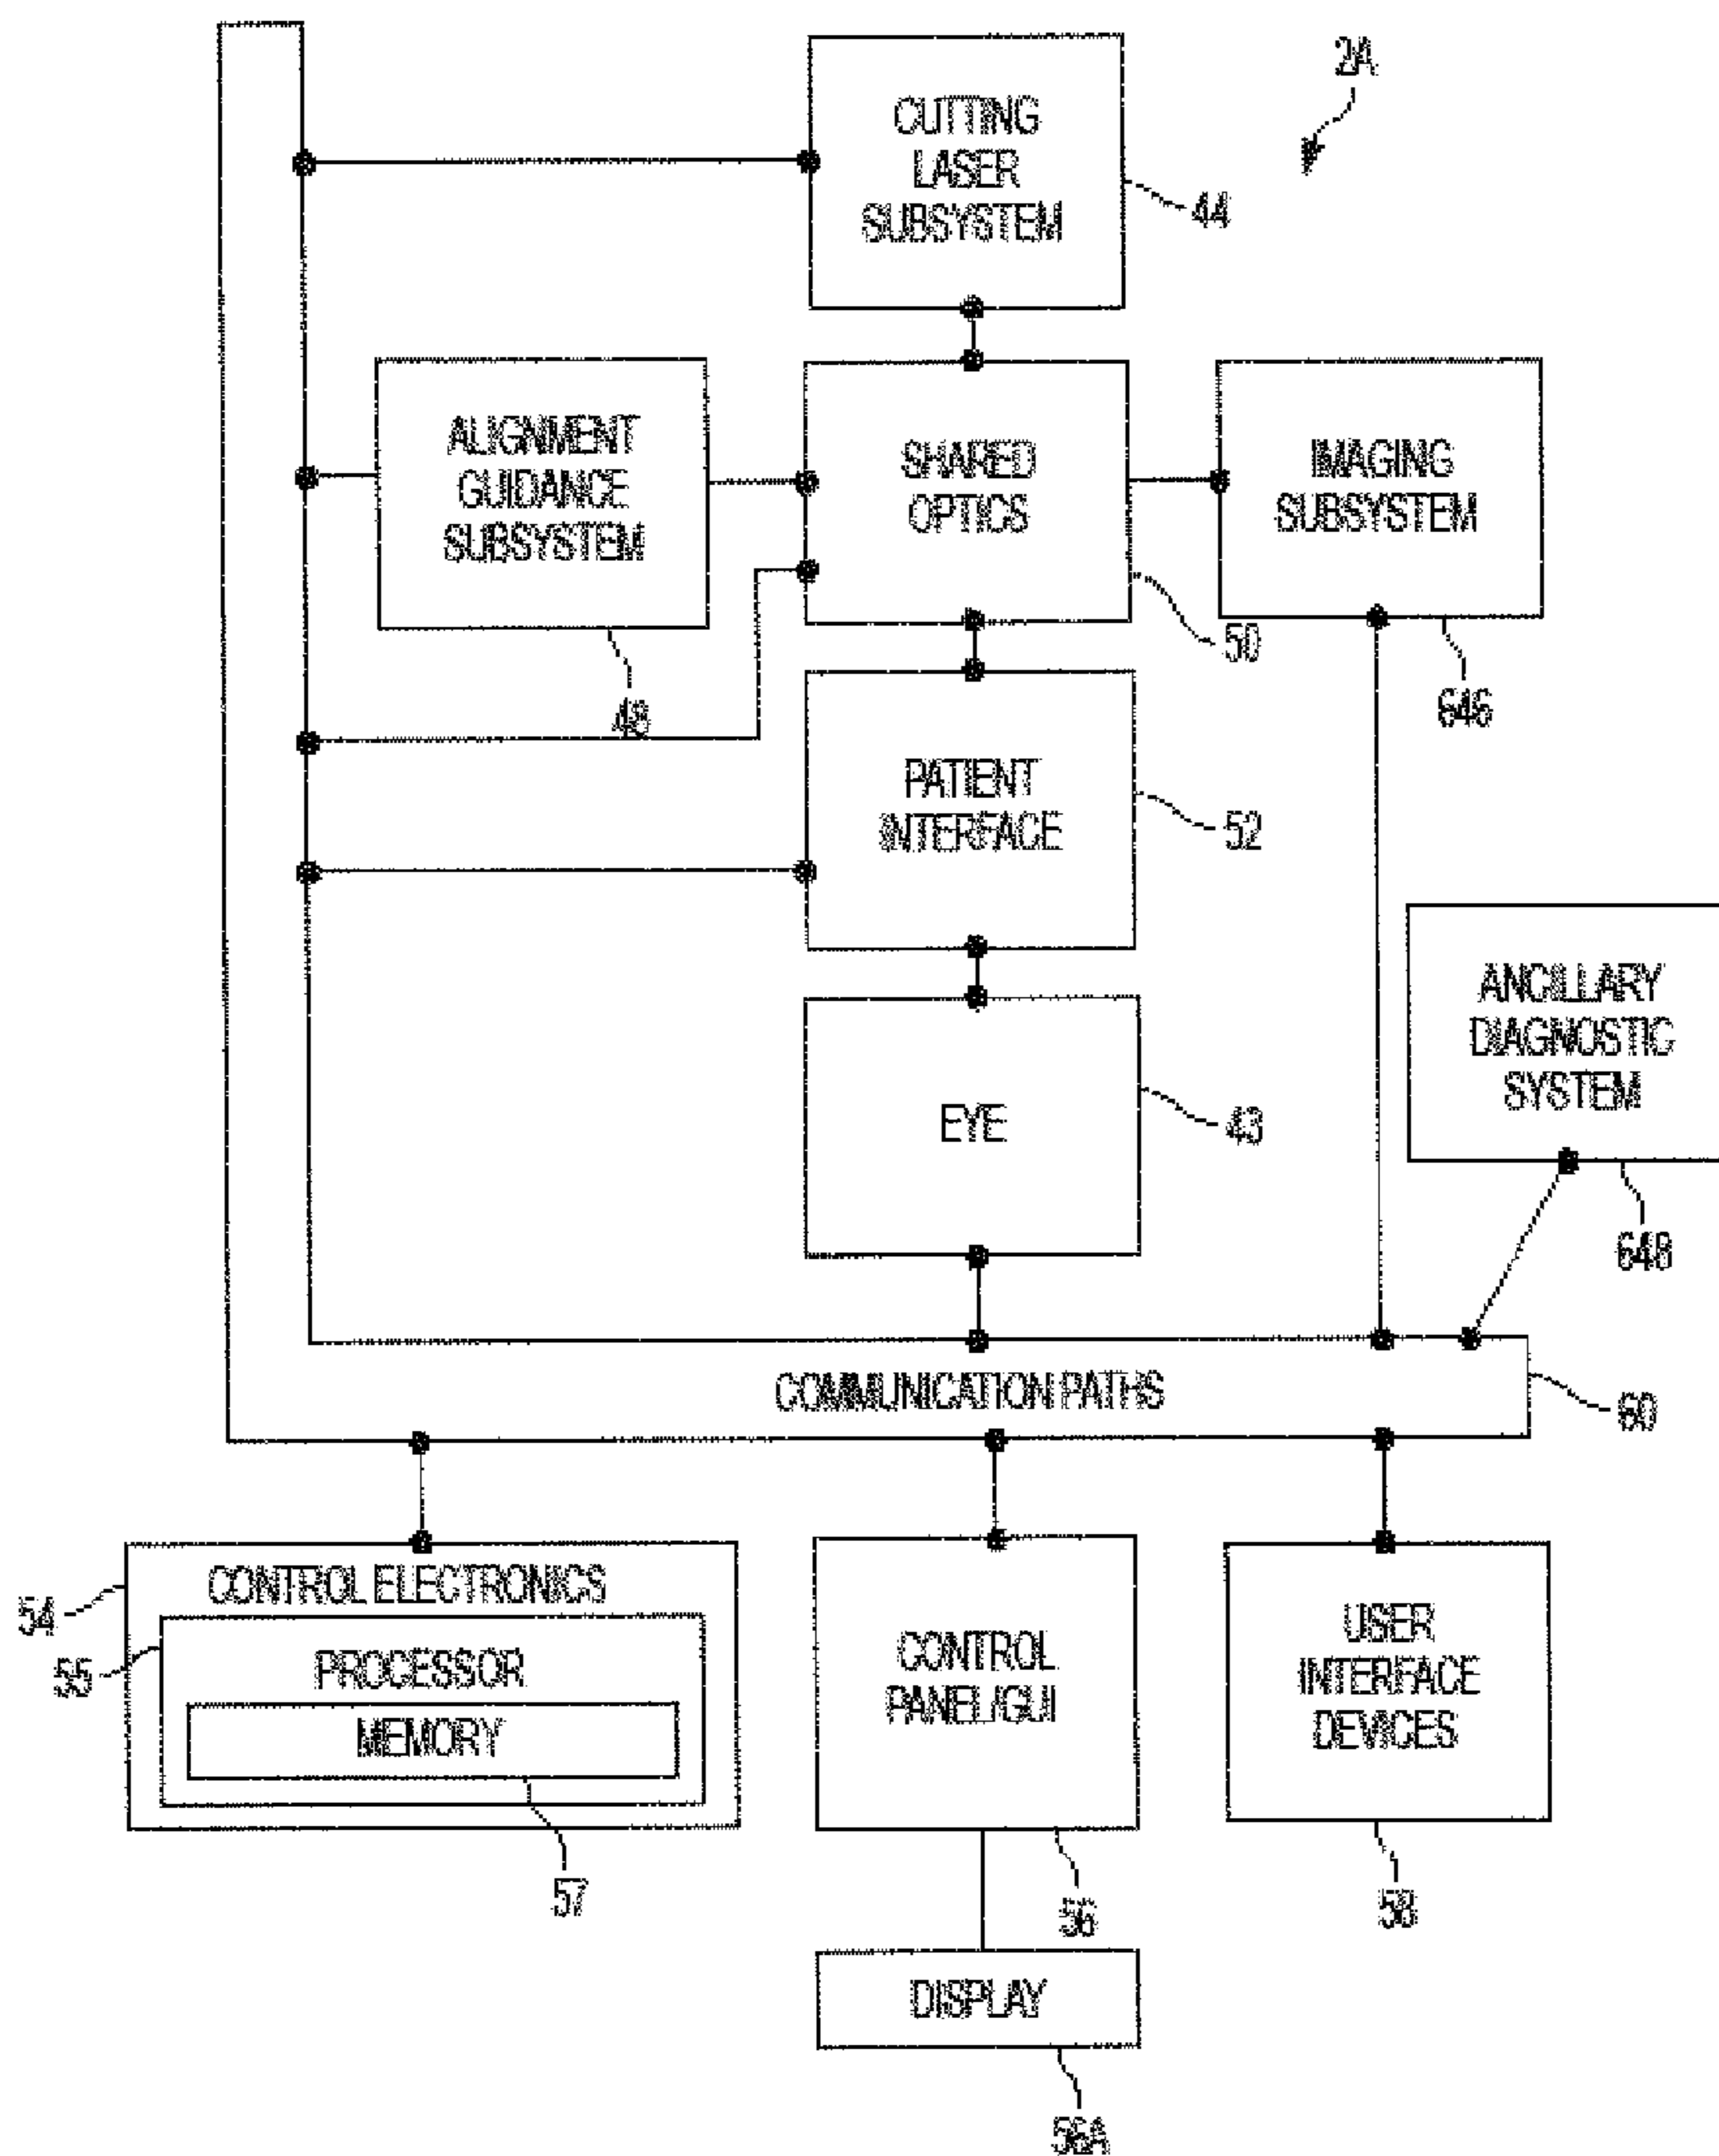 2A
CUTTING
LASER
SUBSYSTEM
44
ALIGNMENT
GUIDANCE
SUBSYSTEM
48
SHARED
OPTICS
50
IMAGING
SUBSYSTEM
646
PATIENT
INTERFACE
52
ANCILLARY
DIAGNOSTIC
SYSTEM
648
EYE
43
COMMUNICATION PATHS
60
54
CONTROL ELECTRONICS
55
PROCESSOR
MEMORY
57
CONTROL
PANEL/GUI
56
USER
INTERFACE
DEVICES
58
DISPLAY
56A